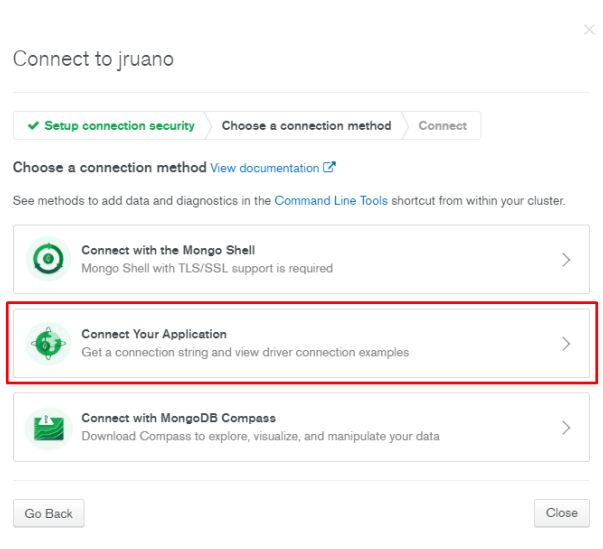 Connect to jruano
Setup connection security
Choose a connection method
Connect
Choose a connection method View documentation
See methods to add data and diagnostics in the Command Line Tools shortcut from within your cluster.
Connect with the Mongo Shell
Mongo Shell with TLS/SSL support is required
Connect Your Application
Get a connection string and view driver connection examples
Connect with MongoDB Compass
Download Compass to explore, visualize, and manipulate your data
Go Back
Close